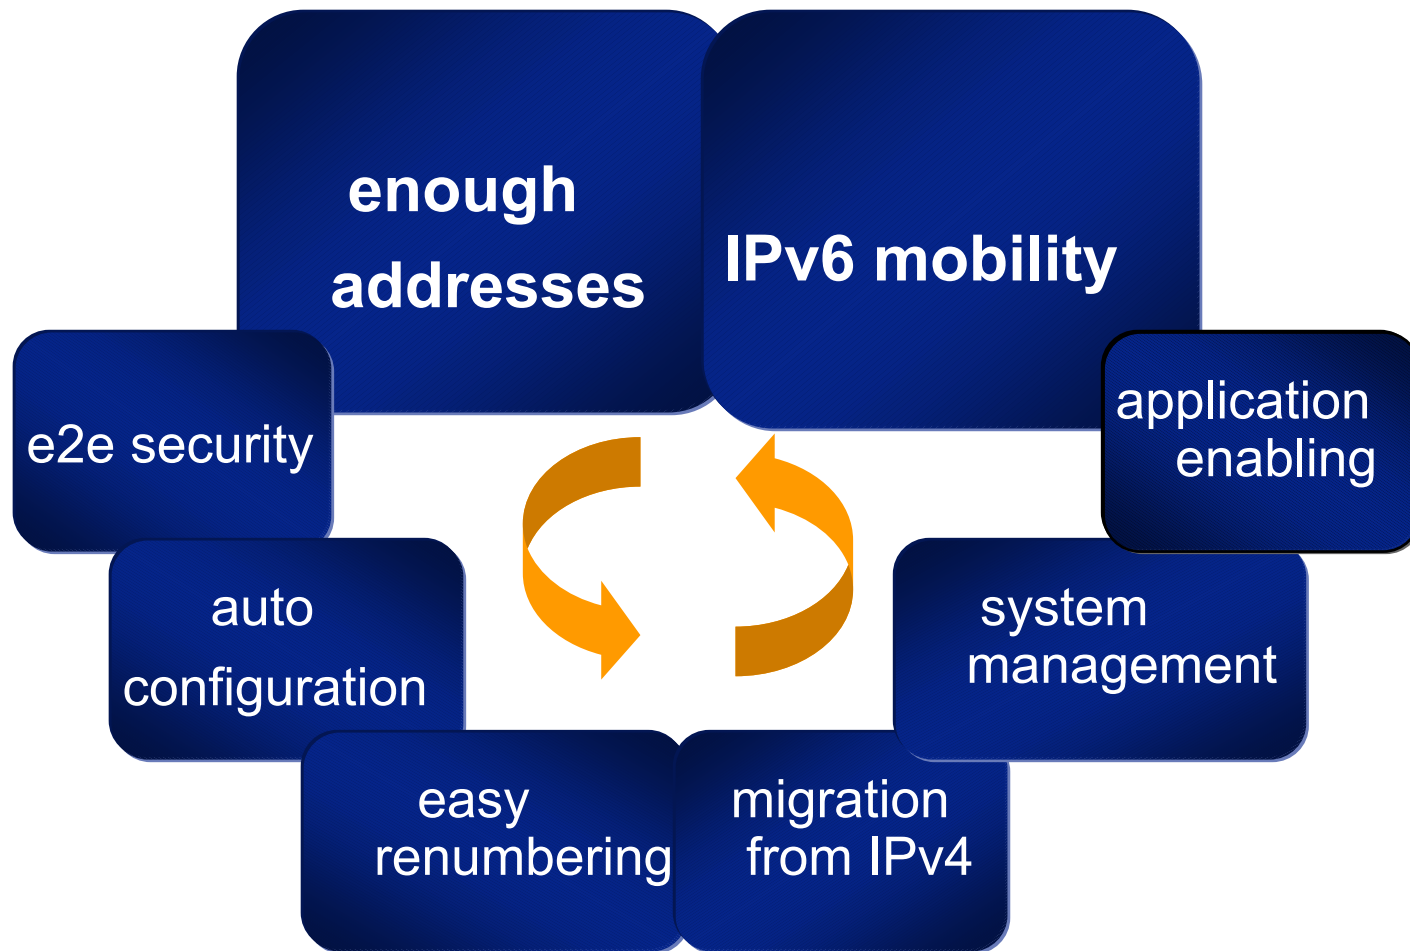 enough
addresses
IPv6 mobility
e2e security
application
enabling
auto
configuration
system
management
easy
renumbering
migration
from IPv4